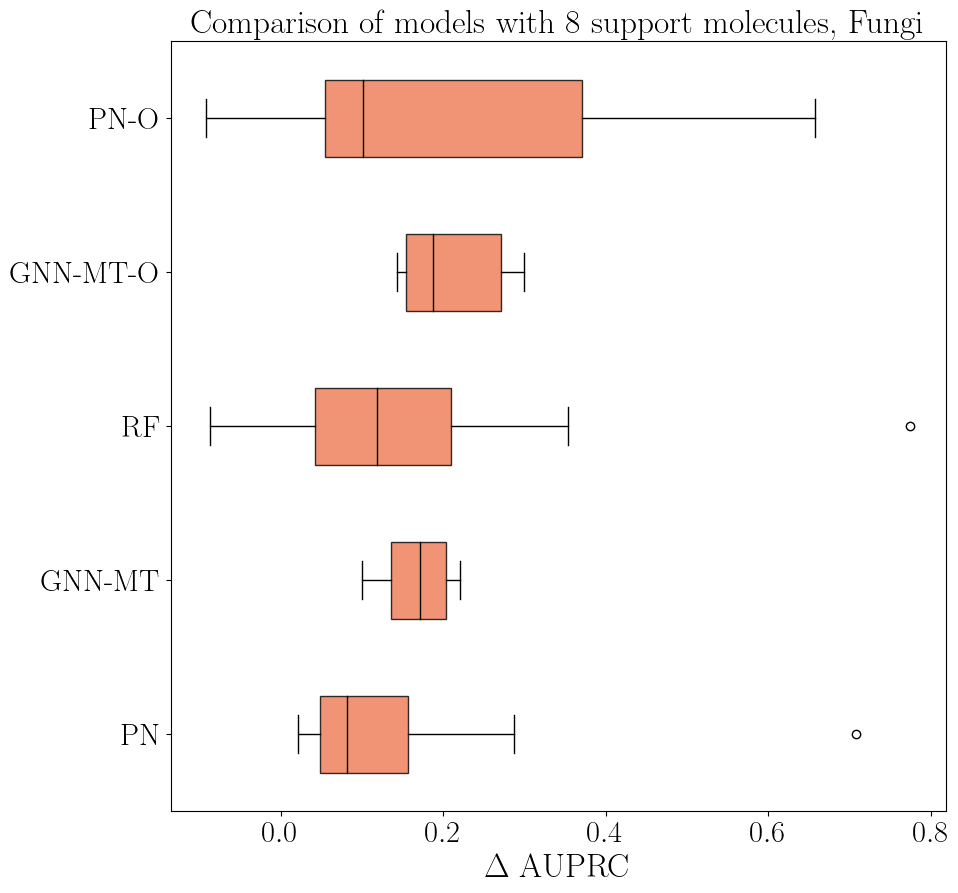 Comparison of models with 8 support molecules, Fungi
PN-O
GNN-MT-O
RF
GNN-MT
PN
0.0 0.2 0.4 0.6 0.8
Δ AUPRC